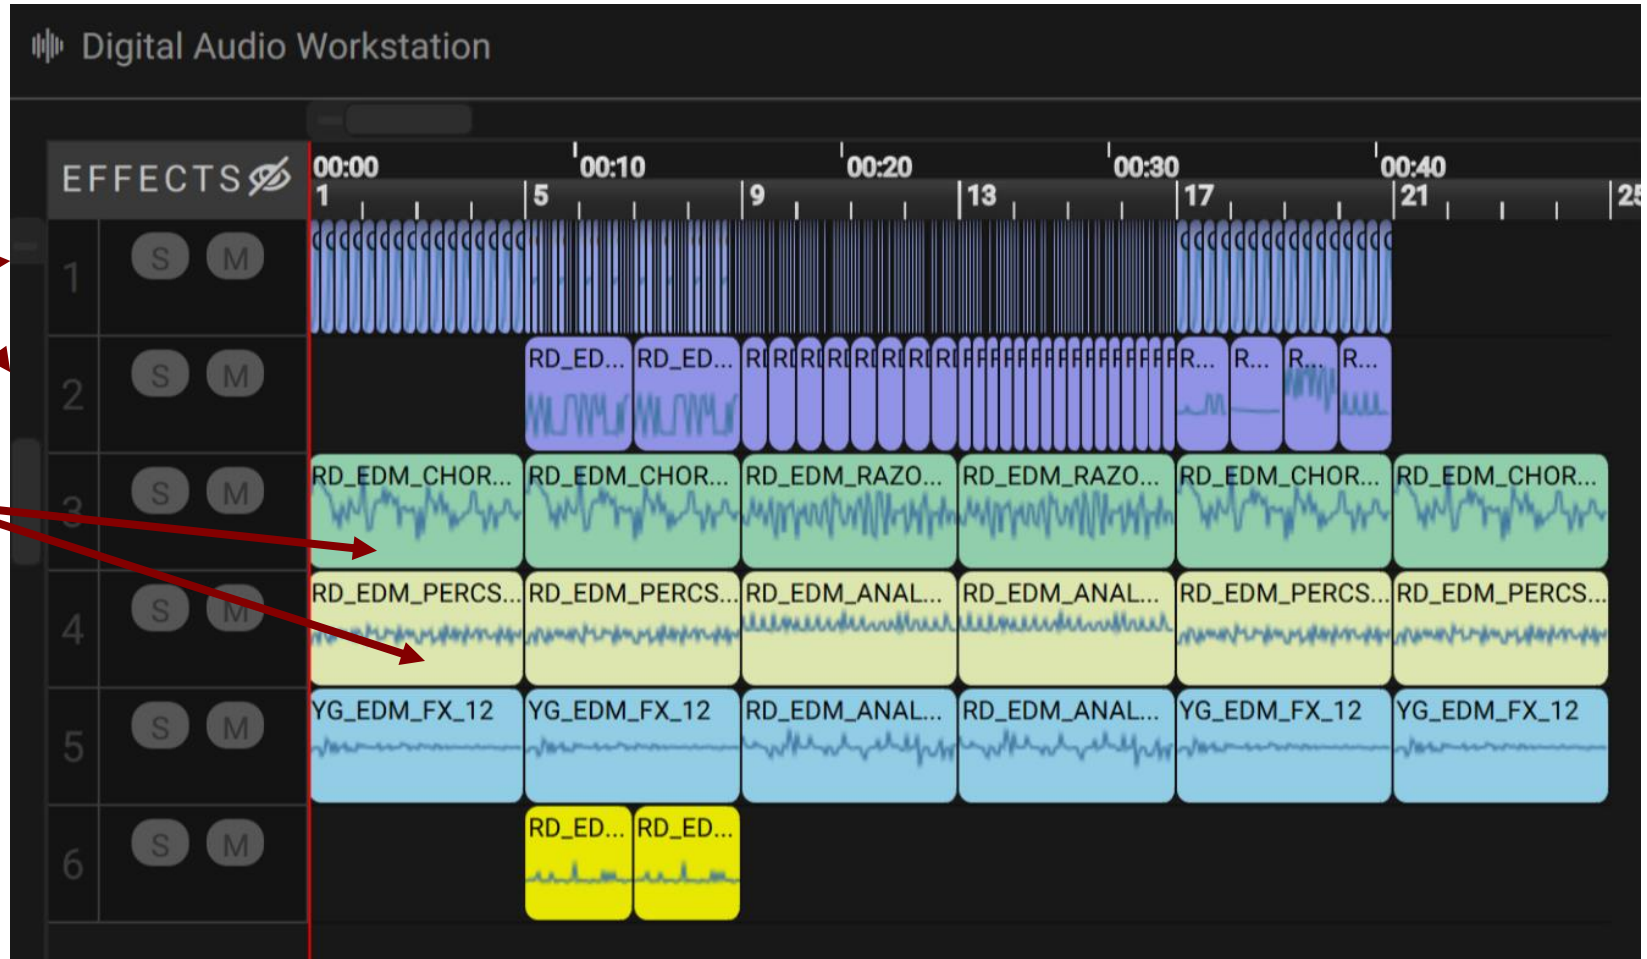 Digital Audio Workstation
EFFECTS 00:00 00:10 00:20 00:30 00:40
1 5 9 13 17 21 25
1 S M
2 S M RD_ED... RD_ED... R... R... R... R...
3 S M RD_EDM_CHOR... RD_EDM_CHOR... RD_EDM_RAZO... RD_EDM_RAZO... RD_EDM_CHOR... RD_EDM_CHOR...
4 S M RD_EDM_PERCS... RD_EDM_PERCS... RD_EDM_ANAL... RD_EDM_ANAL... RD_EDM_PERCS... RD_EDM_PERCS...
5 S M YG_EDM_FX_12 YG_EDM_FX_12 RD_EDM_ANAL... RD_EDM_ANAL... YG_EDM_FX_12 YG_EDM_FX_12
6 S M RD_ED... RD_ED...